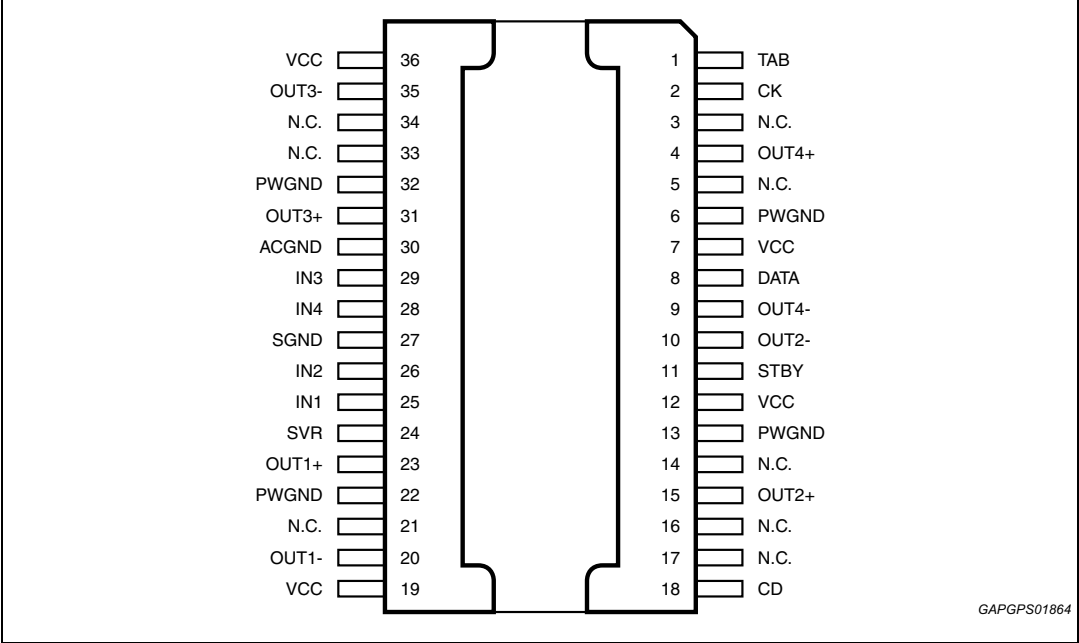 VCC 36 1 TAB
OUT3- 35 2 CK
N.C. 34 3 N.C.
N.C. 33 4 OUT4+
PWGND 32 5 N.C.
OUT3+ 31 6 PWGND
ACGND 30 7 VCC
IN3 29 8 DATA
IN4 28 9 OUT4-
SGND 27 10 OUT2-
IN2 26 11 STBY
IN1 25 12 VCC
SVR 24 13 PWGND
OUT1+ 23 14 N.C.
PWGND 22 15 OUT2+
N.C. 21 16 N.C.
OUT1- 20 17 N.C.
VCC 19 18 CD
GAPGPS01864